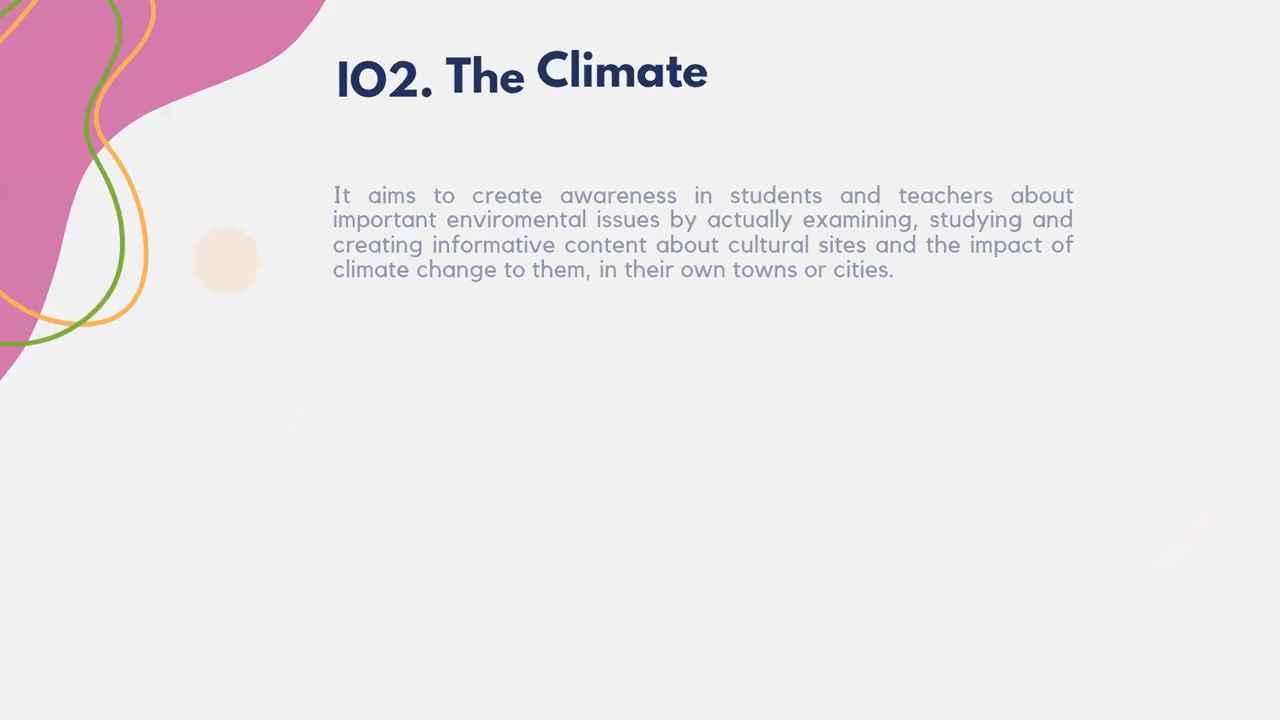 IO2. The Climate
It aims to create awareness in students and teachers about
important enviromental issues by actually examining, studying and
creating informative content about cultural sites and the impact of
climate change to them, in their own towns or cities.